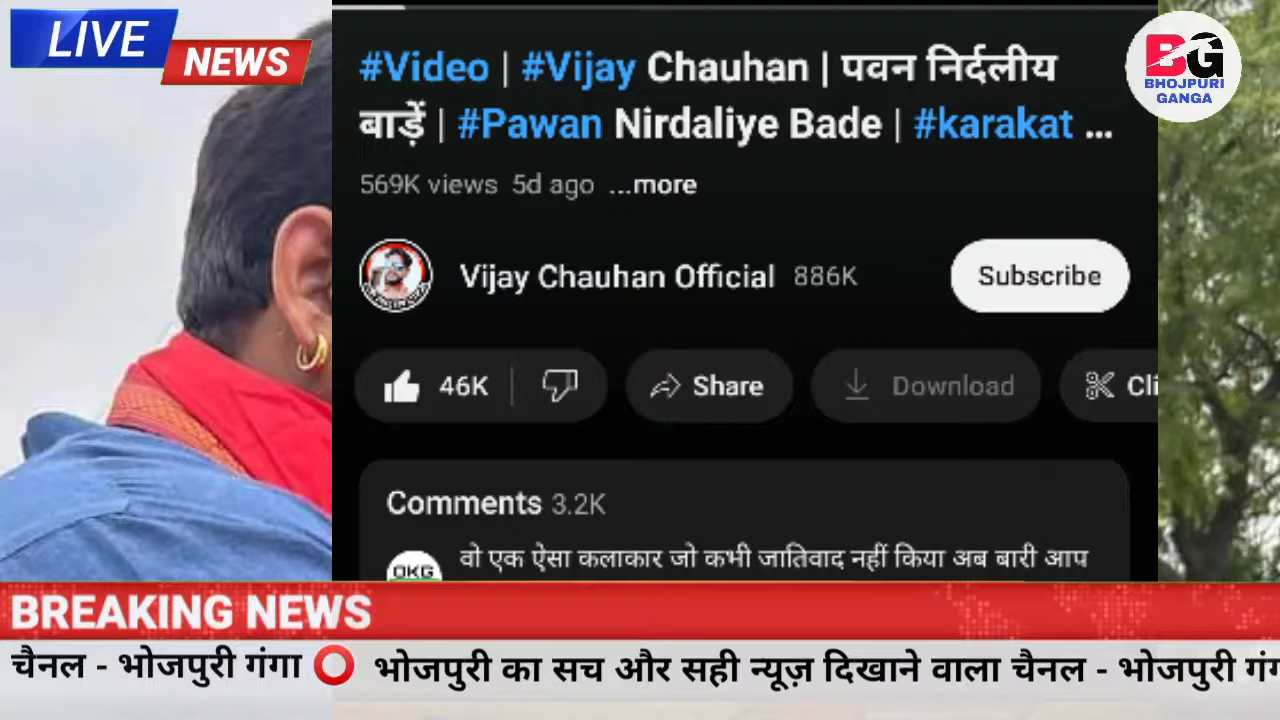 LIVE
NEWS
#Video | #Vijay Chauhan | पवन निर्दलीय
बाड़ें | #Pawan Nirdaliye Bade | #karakat ...
569K views 5d ago ...more
BG
BHOJPURI
GANGA
Vijay Chauhan Official 886K
Subscribe
46K
Share
Download
Cli
Comments 3.2K
OKG
वो एक ऐसा कलाकार जो कभी जातिवाद नहीं किया अब बारी आप
BREAKING NEWS
चैनल - भोजपुरी गंगा ⭕ भोजपुरी का सच और सही न्यूज़ दिखाने वाला चैनल - भोजपुरी गंग